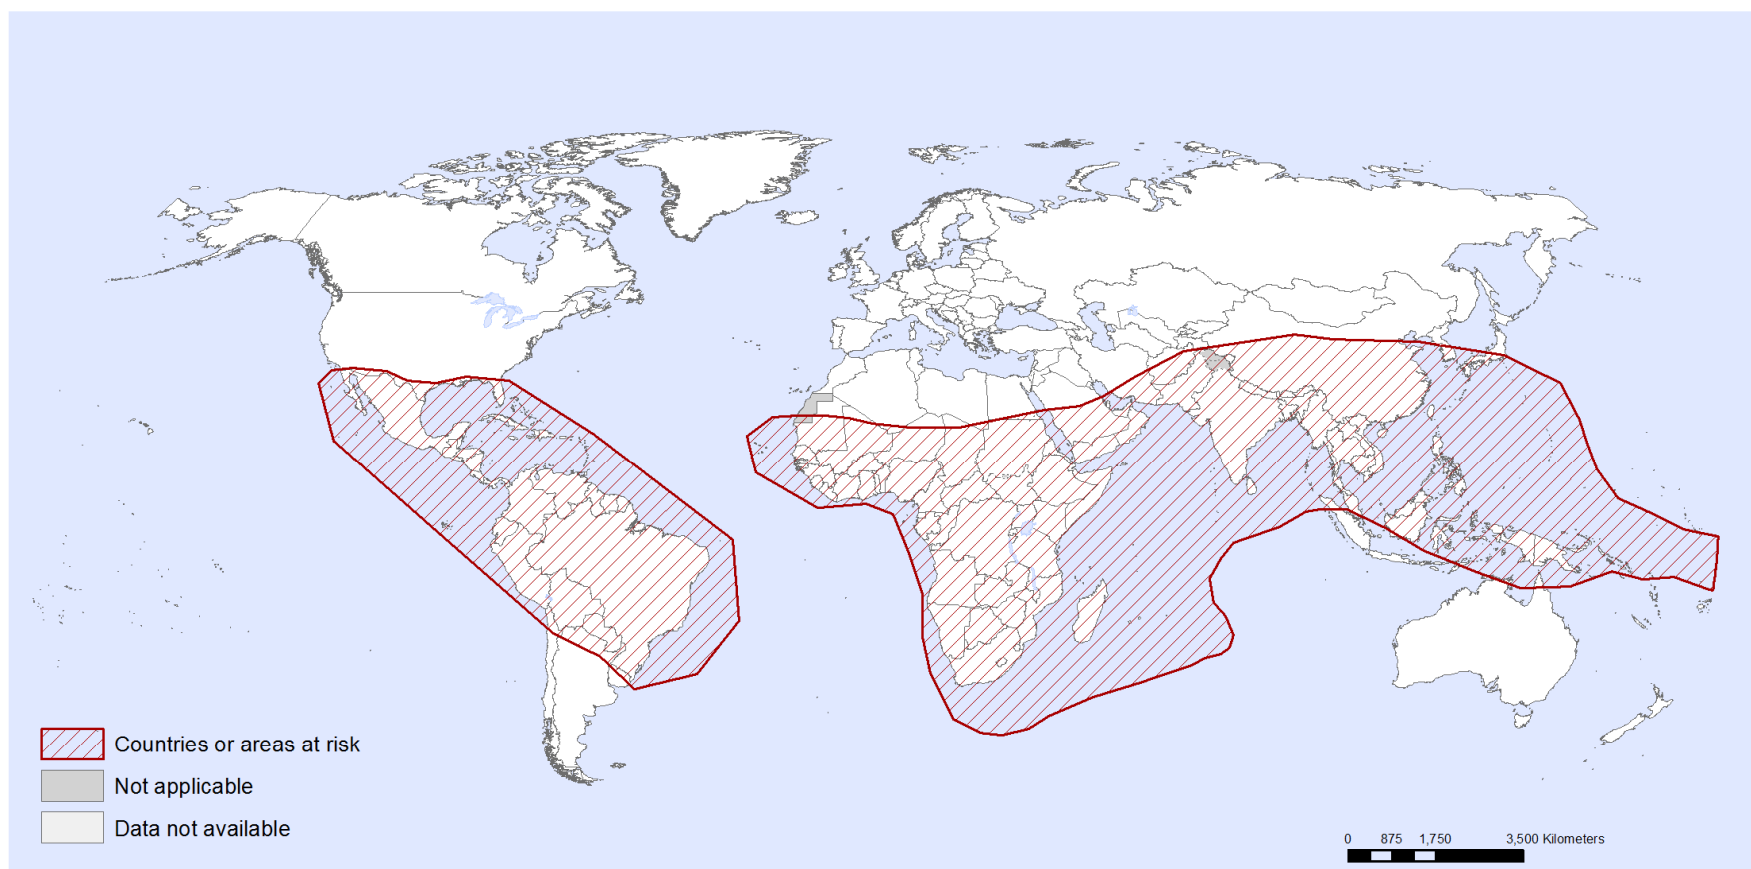 Countries or areas at risk
Not applicable
Data not available
0 875 1,750 3,500 Kilometers